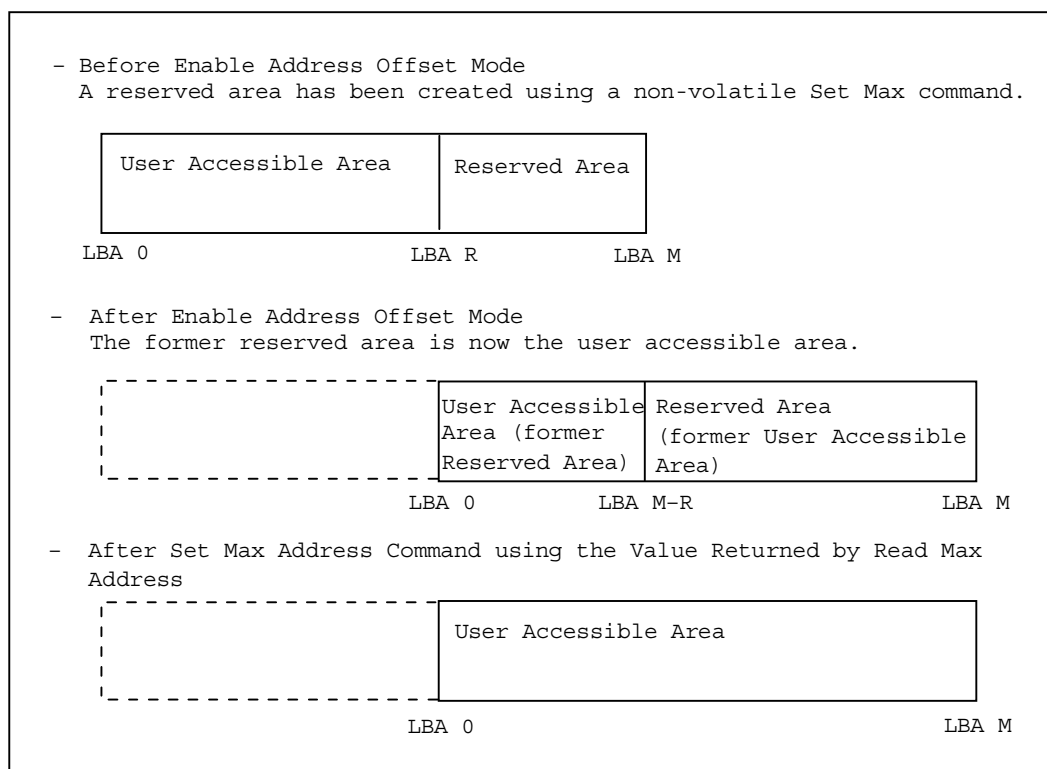 – Before Enable Address Offset Mode
A reserved area has been created using a non-volatile Set Max command.
User Accessible Area
Reserved Area
LBA 0
LBA R
LBA M
– After Enable Address Offset Mode
The former reserved area is now the user accessible area.
User Accessible
Area (former
Reserved Area)
Reserved Area
(former User Accessible
Area)
LBA 0
LBA M–R
LBA M
– After Set Max Address Command using the Value Returned by Read Max
Address
User Accessible Area
LBA 0
LBA M